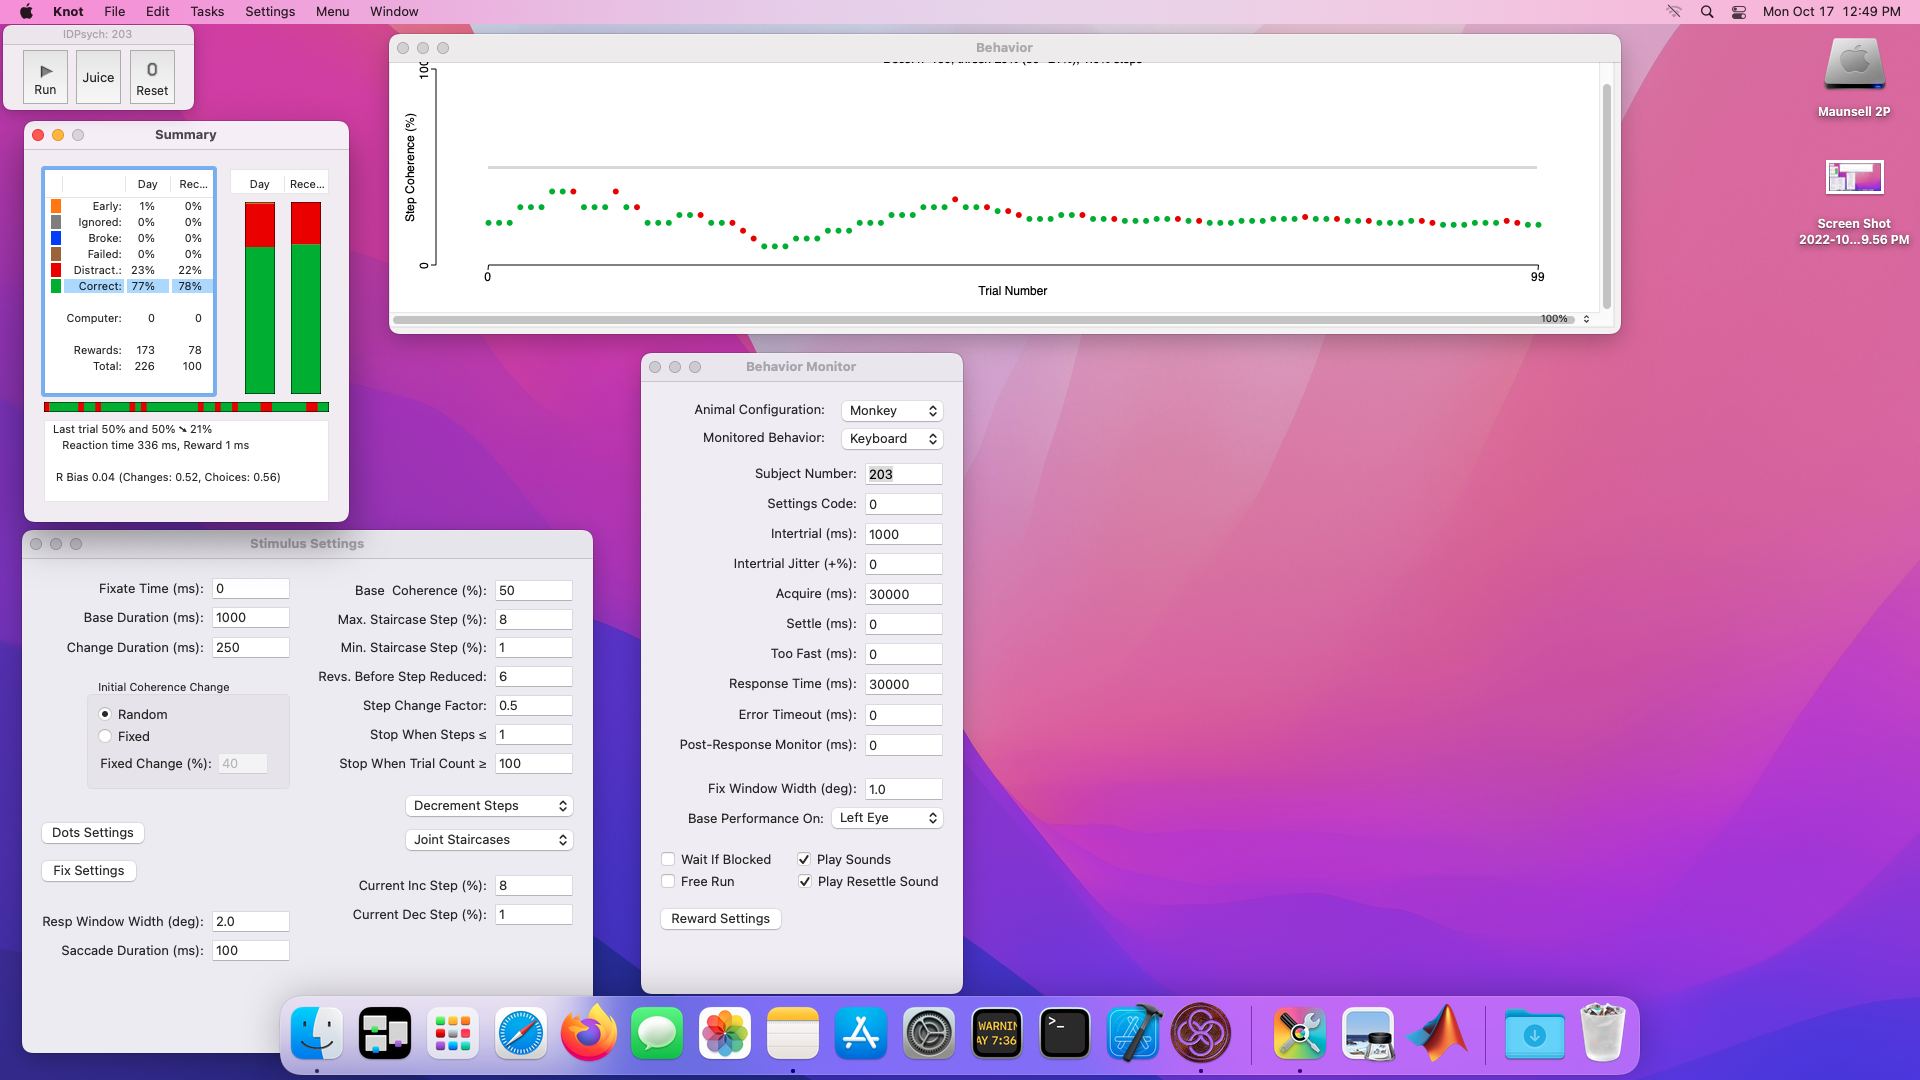 Knot File Edit Tasks Settings Menu Window Mon Oct 17 12:49 PM
IDPsych: 203
Run Juice 0 Reset
Summary
Day Rec...
Early: 1% 0%
Ignored: 0% 0%
Broke: 0% 0%
Failed: 0% 0%
Distract.: 23% 22%
Correct: 77% 78%
Computer: 0 0
Rewards: 173 78
Total: 226 100
Day Rece...
Last trial 50% and 50% ➘ 21%
Reaction time 336 ms, Reward 1 ms
R Bias 0.04 (Changes: 0.52, Choices: 0.56)
Behavior
Step Coherence (%)
100
0
0 99
Trial Number
100%
Maunsell 2P
Screen Shot
2022-10...9.56 PM
Stimulus Settings
Fixate Time (ms): 0
Base Duration (ms): 1000
Change Duration (ms): 250
Initial Coherence Change
Random
Fixed
Fixed Change (%): 40
Dots Settings
Fix Settings
Resp Window Width (deg): 2.0
Saccade Duration (ms): 100
Base Coherence (%): 50
Max. Staircase Step (%): 8
Min. Staircase Step (%): 1
Revs. Before Step Reduced: 6
Step Change Factor: 0.5
Stop When Steps ≤ 1
Stop When Trial Count ≥ 100
Decrement Steps
Joint Staircases
Current Inc Step (%): 8
Current Dec Step (%): 1
Behavior Monitor
Animal Configuration: Monkey
Monitored Behavior: Keyboard
Subject Number: 203
Settings Code: 0
Intertrial (ms): 1000
Intertrial Jitter (+%): 0
Acquire (ms): 30000
Settle (ms): 0
Too Fast (ms): 0
Response Time (ms): 30000
Error Timeout (ms): 0
Post-Response Monitor (ms): 0
Fix Window Width (deg): 1.0
Base Performance On: Left Eye
Wait If Blocked Play Sounds
Free Run Play Resettle Sound
Reward Settings
WARNIN
AY 7:36
>_